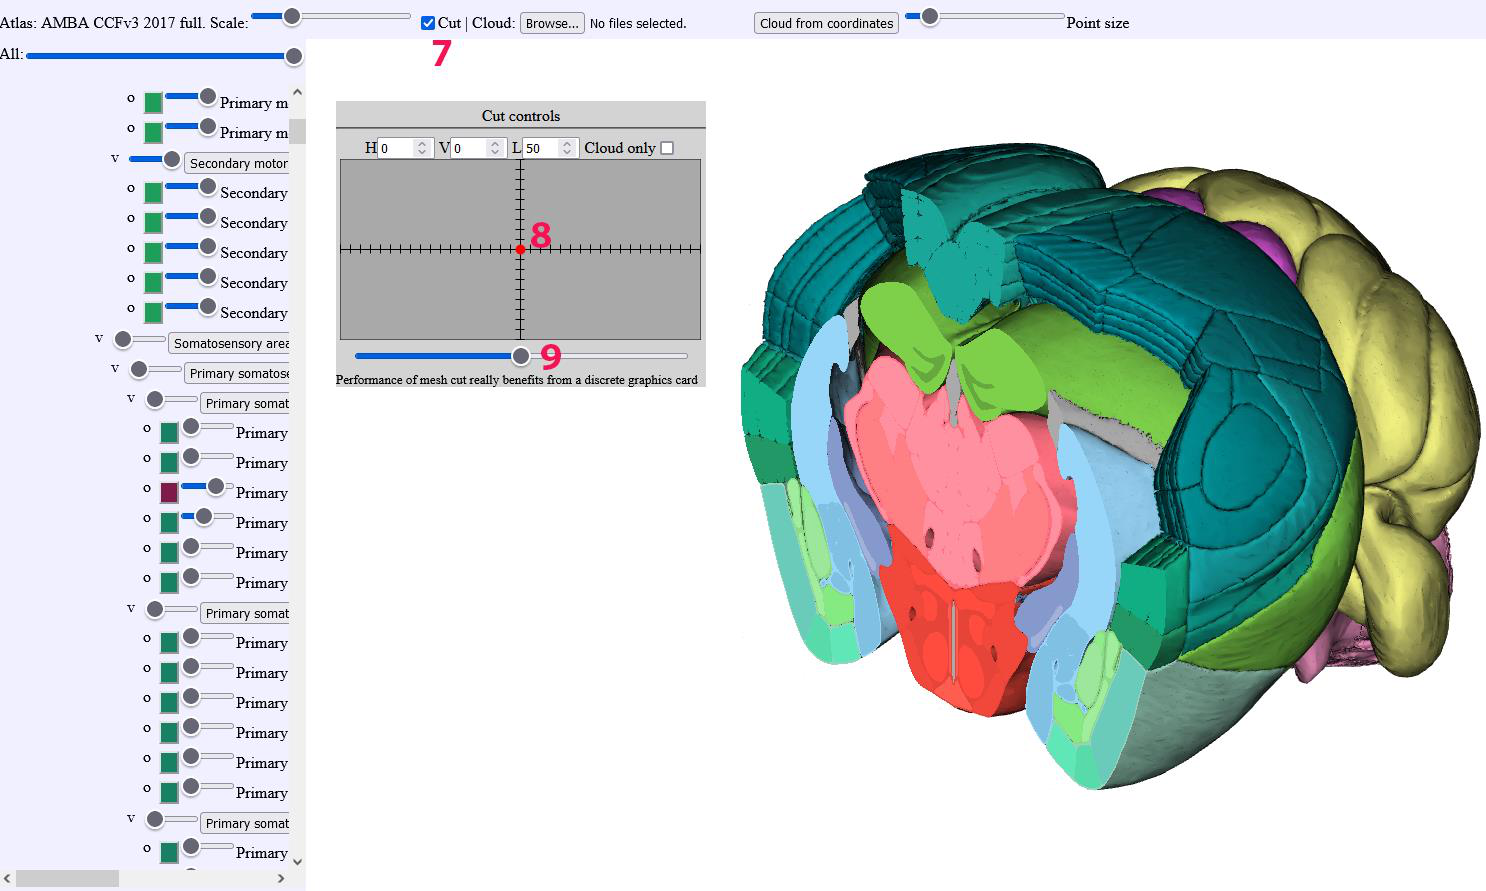 Atlas: AMBA CCFv3 2017 full. Scale: Cut | Cloud: Browse... No files selected. Cloud from coordinates Point size
7
All:
Cut controls
H 0 V 0 L 50 Cloud only
8
9
Performance of mesh cut really benefits from a discrete graphics card
o Primary m
o Primary m
v Secondary motor
o Secondary
o Secondary
o Secondary
o Secondary
o Secondary
v Somatosensory area
v Primary somatose
v Primary somat
o Primary
o Primary
o Primary
o Primary
o Primary
o Primary
v Primary somat
o Primary
o Primary
o Primary
o Primary
o Primary
o Primary
v Primary somat
o Primary